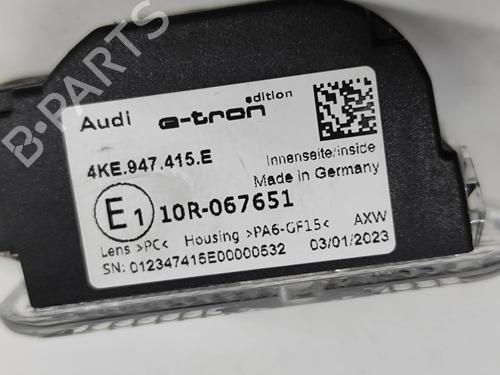 B-PARTS
Audi e-tron edition
4KE.947.415.E
Innenseite/inside
Made in Germany
E1 10R-067651
Lens >PC< Housing >PA6-GF15< AXW
SN: 012347415E00000532 03/01/2023